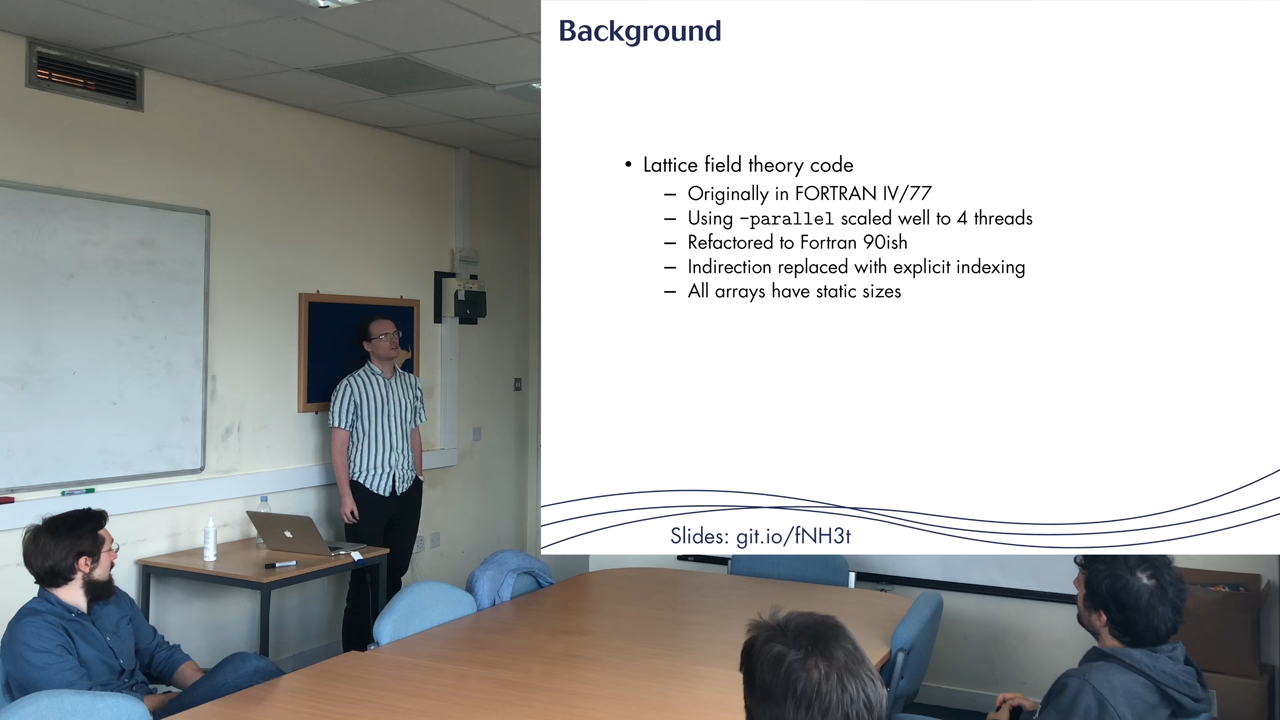 Background
• Lattice field theory code
– Originally in FORTRAN IV/77
– Using -parallel scaled well to 4 threads
– Refactored to Fortran 90ish
– Indirection replaced with explicit indexing
– All arrays have static sizes
Slides: git.io/fNH3t